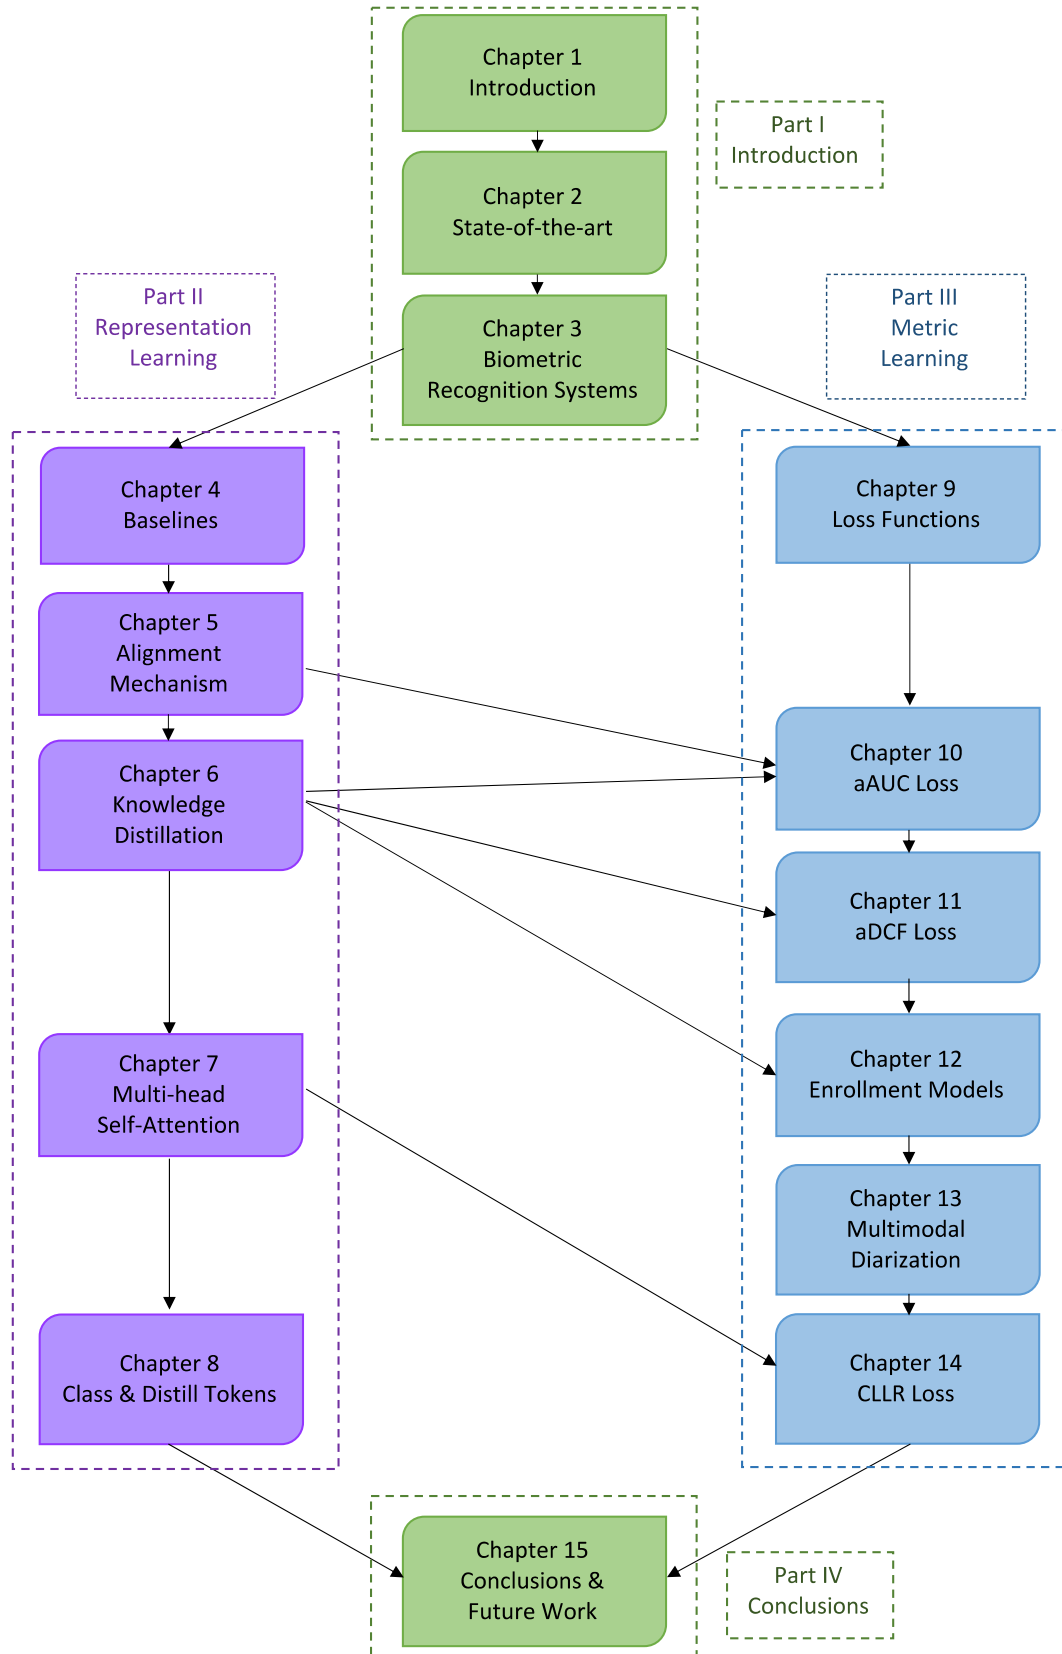 Chapter 1
Introduction
Part I
Introduction
Chapter 2
State-of-the-art
Part II
Representation
Learning
Chapter 3
Biometric
Recognition Systems
Part III
Metric
Learning
Chapter 4
Baselines
Chapter 9
Loss Functions
Chapter 5
Alignment
Mechanism
Chapter 6
Knowledge
Distillation
Chapter 10
aAUC Loss
Chapter 11
aDCF Loss
Chapter 7
Multi-head
Self-Attention
Chapter 12
Enrollment Models
Chapter 13
Multimodal
Diarization
Chapter 8
Class & Distill Tokens
Chapter 14
CLLR Loss
Chapter 15
Conclusions &
Future Work
Part IV
Conclusions